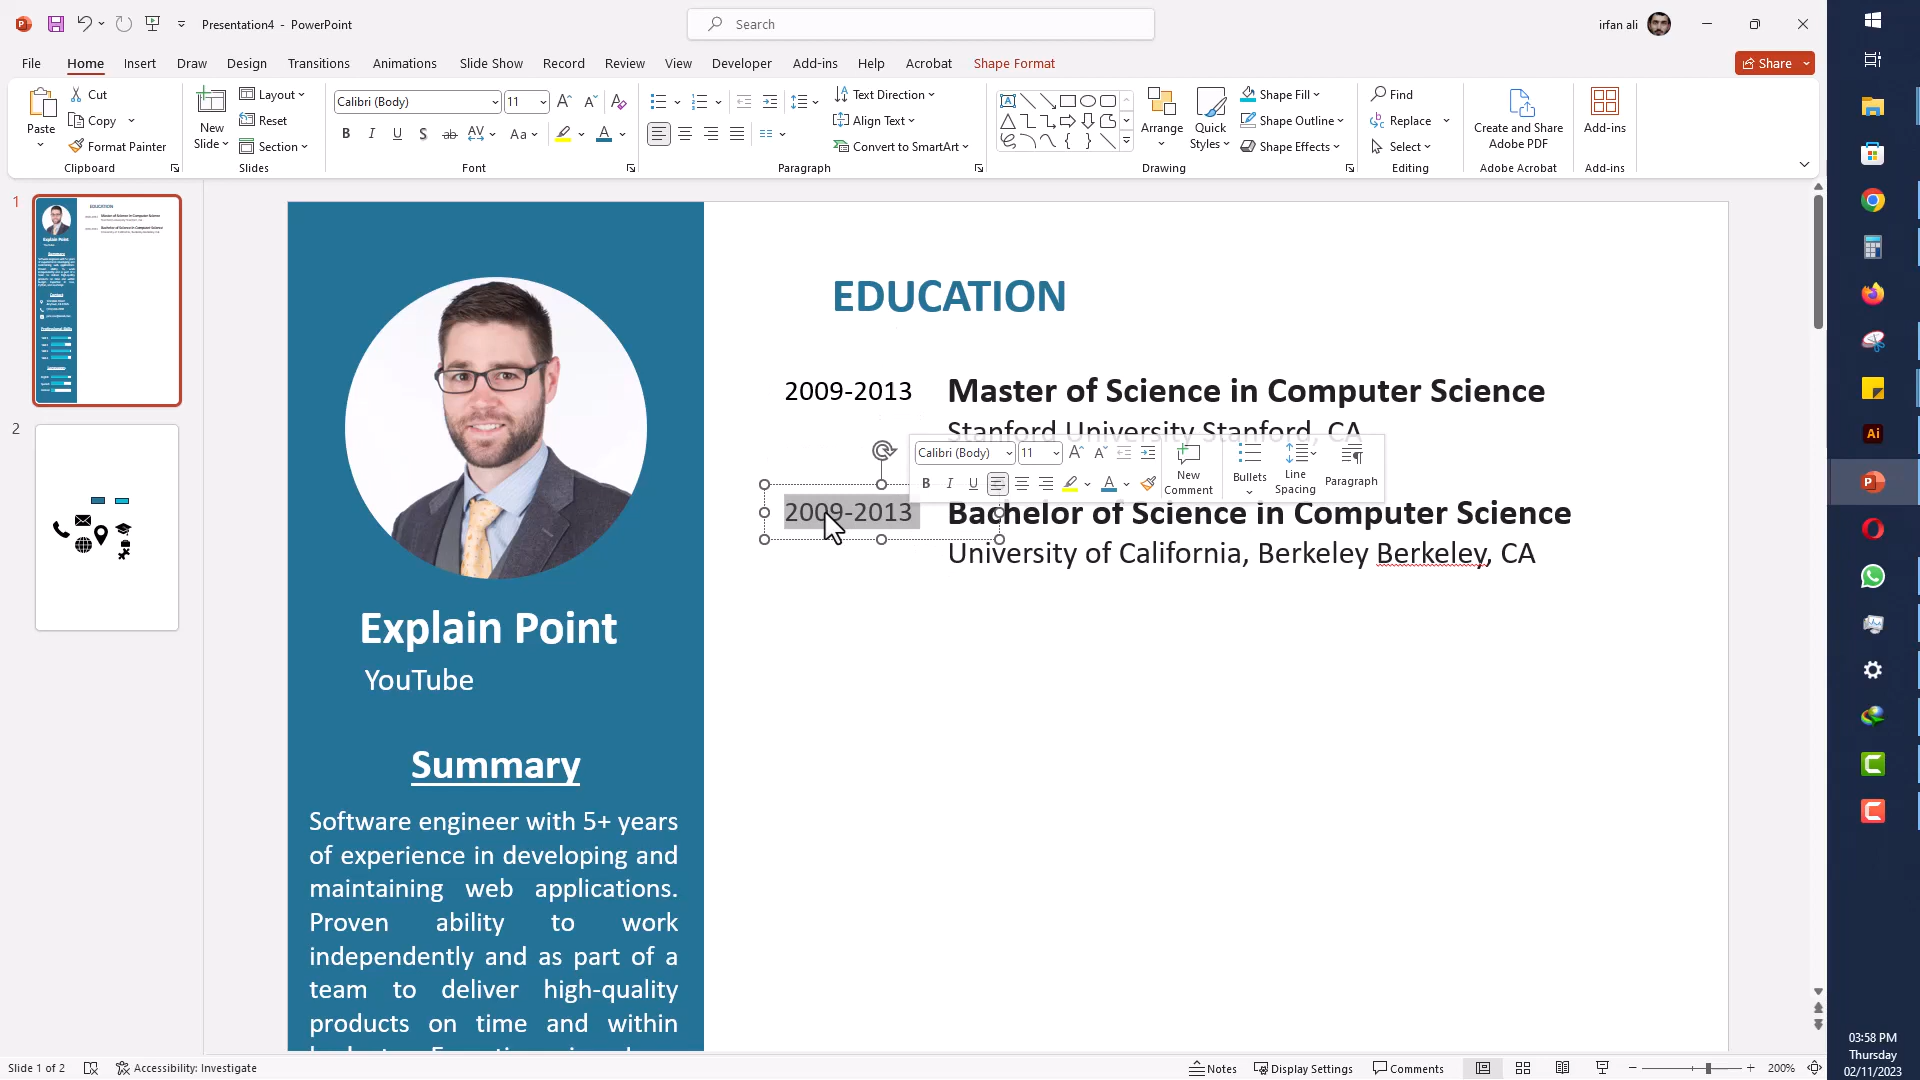 Presentation4 - PowerPoint
Search
irfan ali
File Home Insert Draw Design Transitions Animations Slide Show Record Review View Developer Add-ins Help Acrobat Shape Format
Share
Paste
Cut
Copy
Format Painter
Clipboard
New
Slide
Layout
Reset
Section
Slides
Calibri (Body) 11
Font
Paragraph
Text Direction
Align Text
Convert to SmartArt
Arrange
Quick
Styles
Shape Fill
Shape Outline
Shape Effects
Drawing
Find
Replace
Select
Editing
Create and Share
Adobe PDF
Adobe Acrobat
Add-ins
Add-ins
1
2
Explain Point
YouTube
Summary
Software engineer with 5+ years
of experience in developing and
maintaining web applications.
Proven ability to work
independently and as part of a
team to deliver high-quality
products on time and within
EDUCATION
2009-2013 Master of Science in Computer Science
Stanford University Stanford, CA
Calibri (Body) 11
New
Comment
Bullets
Line
Spacing
Paragraph
2009-2013 Bachelor of Science in Computer Science
University of California, Berkeley Berkeley, CA
Slide 1 of 2
Accessibility: Investigate
Notes
Display Settings
Comments
200%
03:58 PM
Thursday
02/11/2023